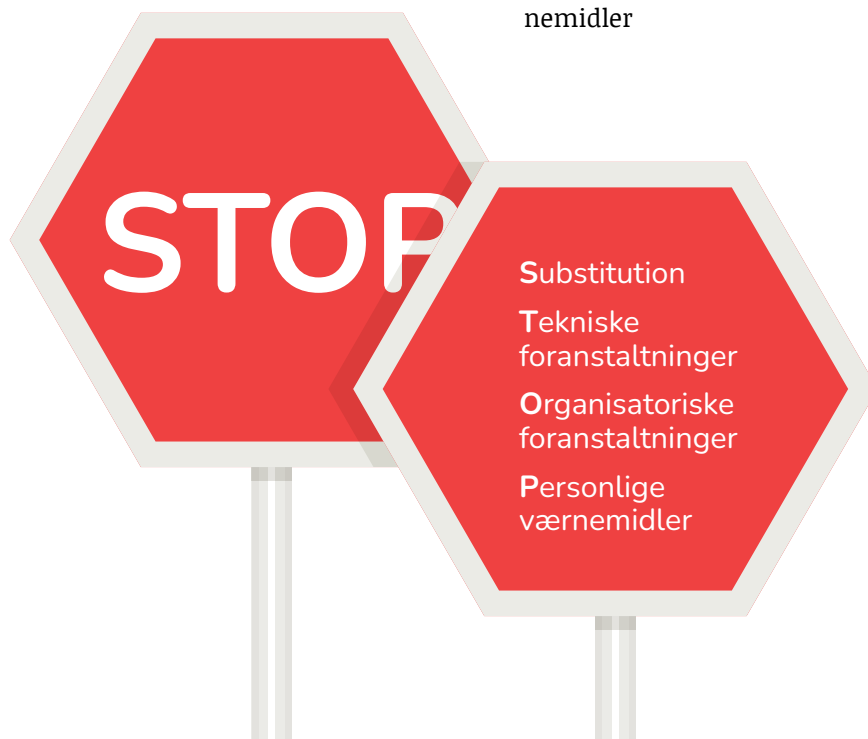 nemidler
STOP
Substitution
Tekniske
foranstaltninger
Organisatoriske
foranstaltninger
Personlige
værnemidler